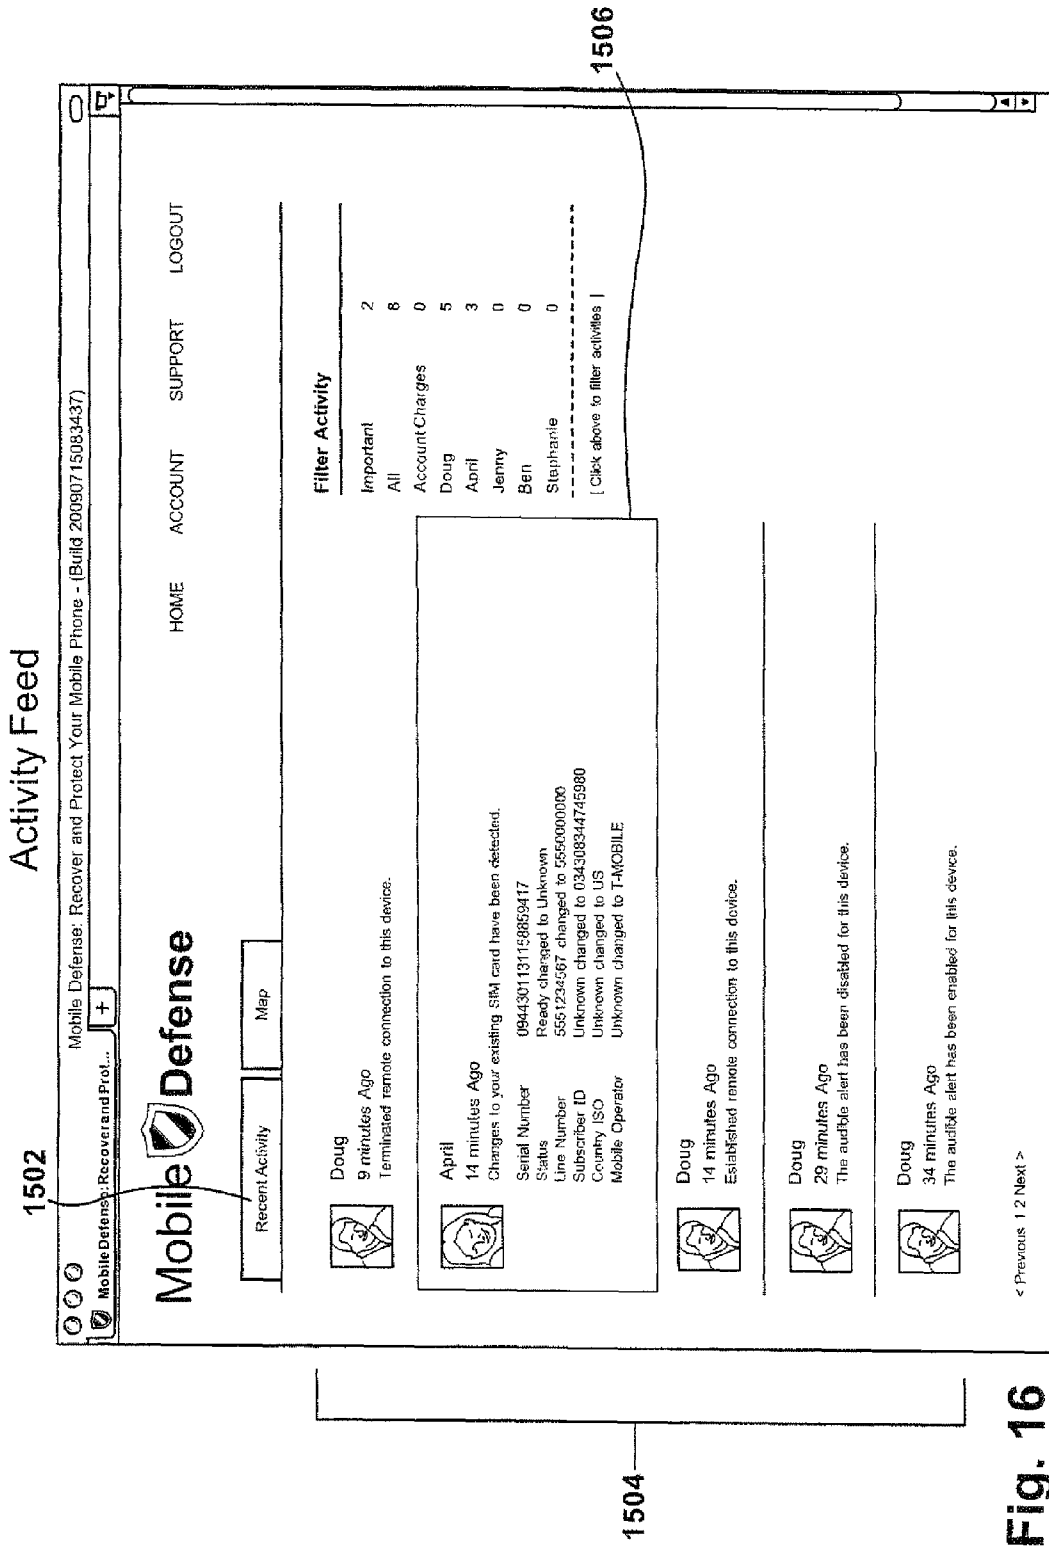 Activity Feed
1502
Mobile Defense: Recover and Protect Your Mobile Phone - (Build 20090715083437)
Mobile Defense: Recover and Prot...
+
Mobile Defense
HOME ACCOUNT SUPPORT LOGOUT
Recent Activity
Map
Doug
9 minutes Ago
Terminated remote connection to this device.
April
14 minutes Ago
Changes to your existing SIM card have been detected.
Serial Number 0944301131158859417
Status Ready changed to Unknown
Line Number 5551234567 changed to 5550000000
Subscriber ID Unknown changed to 034308344745980
Country ISO Unknown changed to US
Mobile Operator Unknown changed to T-MOBILE
Doug
14 minutes Ago
Established remote connection to this device.
Doug
29 minutes Ago
The audible alert has been disabled for this device.
Doug
34 minutes Ago
The audible alert has been enabled for this device.
< Previous 1 2 Next >
Filter Activity
Important 2
All 8
Account Charges 0
Doug 5
April 3
Jenny 0
Ben 0
Stephanie 0
[ Click above to filter activities ]
1504
1506
Fig. 16